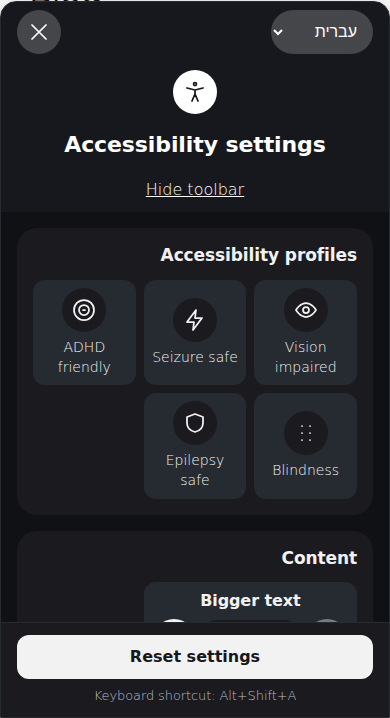 עברית
Accessibility settings
Hide toolbar
Accessibility profiles
Vision
impaired
Seizure safe
ADHD
friendly
Blindness
Epilepsy
safe
Content
Bigger text
Reset settings
Keyboard shortcut: Alt+Shift+A